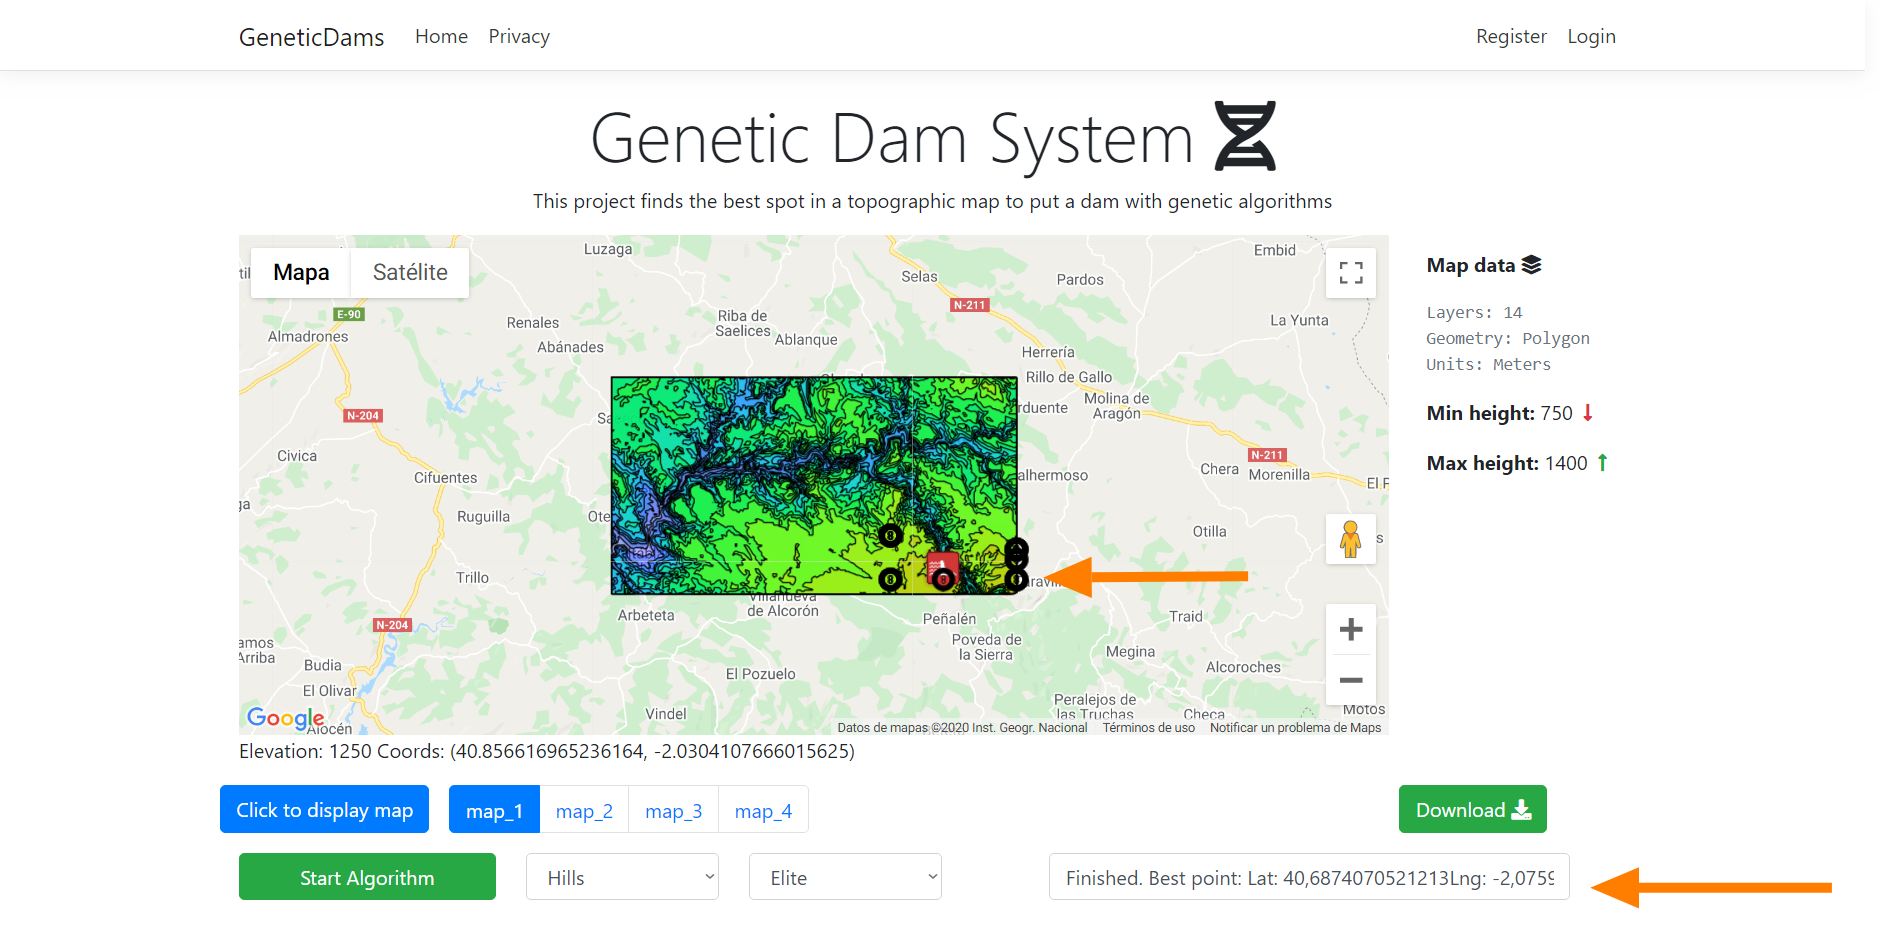 GeneticDams Home Privacy Register Login
Genetic Dam System
This project finds the best spot in a topographic map to put a dam with genetic algorithms
Mapa Satélite
Luzaga
Embid
Selas
Pardos
N-211
E-90
Riba de
Saelices
Renales
Almadrones
Abánades
Ablanque
La Yunta
Herrería
Rillo de Gallo
Molina de
Aragón
N-204
Civica
Cifuentes
N-211
Chera
Morenilla
Ruguilla
Otilla
Trillo
Arbeteta
de Alcorón
Peñalén
Traid
N-204
Poveda de
la Sierra
Megina
Budia
Alcoroches
El Pozuelo
El Olivar
Peralejos de
las Truchas
Vindel
Checa
Motos
Google
Datos de mapas ©2020 Inst. Geogr. Nacional Términos de uso Notificar un problema de Maps
Map data
Layers: 14
Geometry: Polygon
Units: Meters
Min height: 750
Max height: 1400
Elevation: 1250 Coords: (40.856616965236164, -2.0304107666015625)
Click to display map map_1 map_2 map_3 map_4 Download
Start Algorithm Hills Elite Finished. Best point: Lat: 40,6874070521213Lng: -2,0759